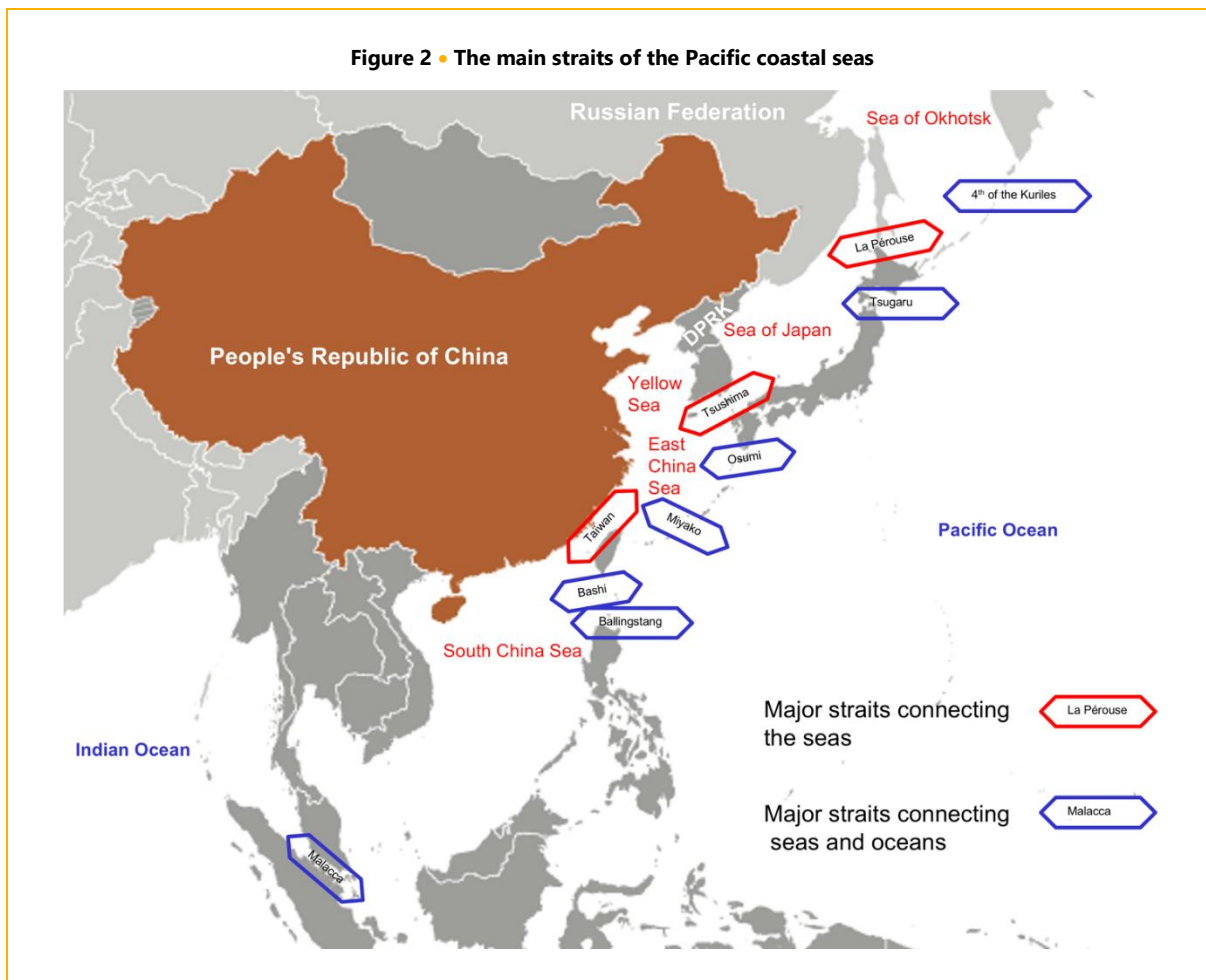 Figure 2 • The main straits of the Pacific coastal seas
Russian Federation
Sea of Okhotsk
4th of the Kuriles
La Pérouse
Tsugaru
DPRK
Sea of Japan
People's Republic of China
Yellow
Sea
Tsushima
East
China
Sea
Osumi
Taiwan
Miyako
Pacific Ocean
Bashi
Ballingstang
South China Sea
Major straits connecting
the seas
La Pérouse
Indian Ocean
Major straits connecting
seas and oceans
Malacca
Malacca